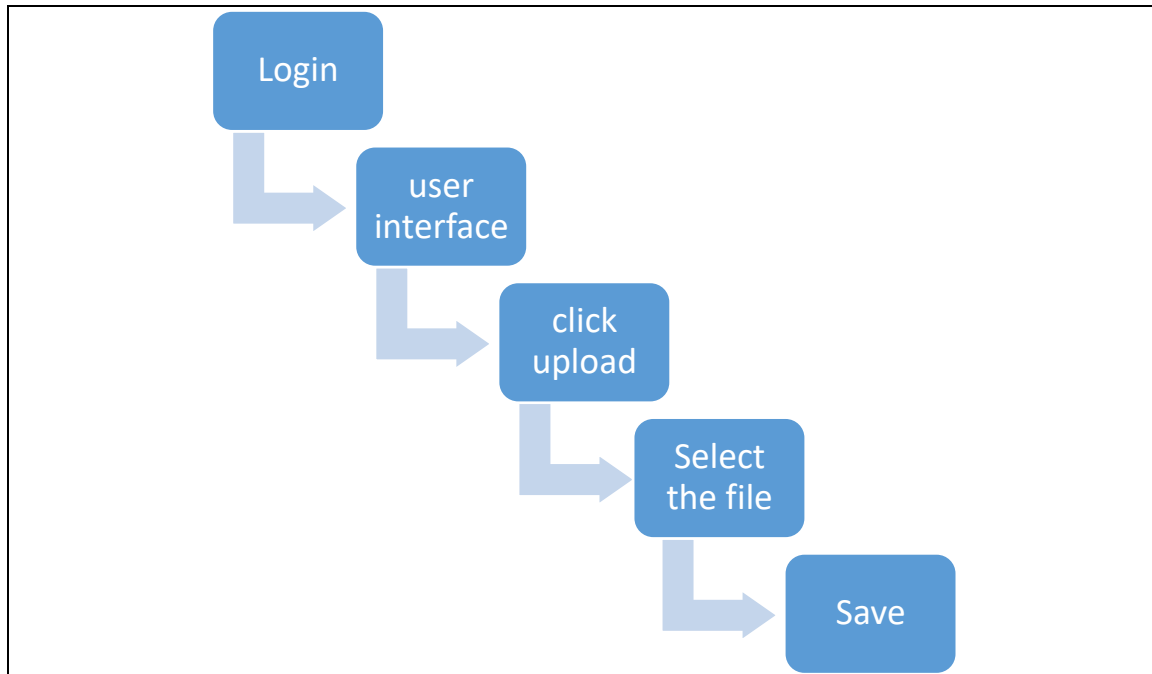 Login
user
interface
click
upload
Select
the file
Save